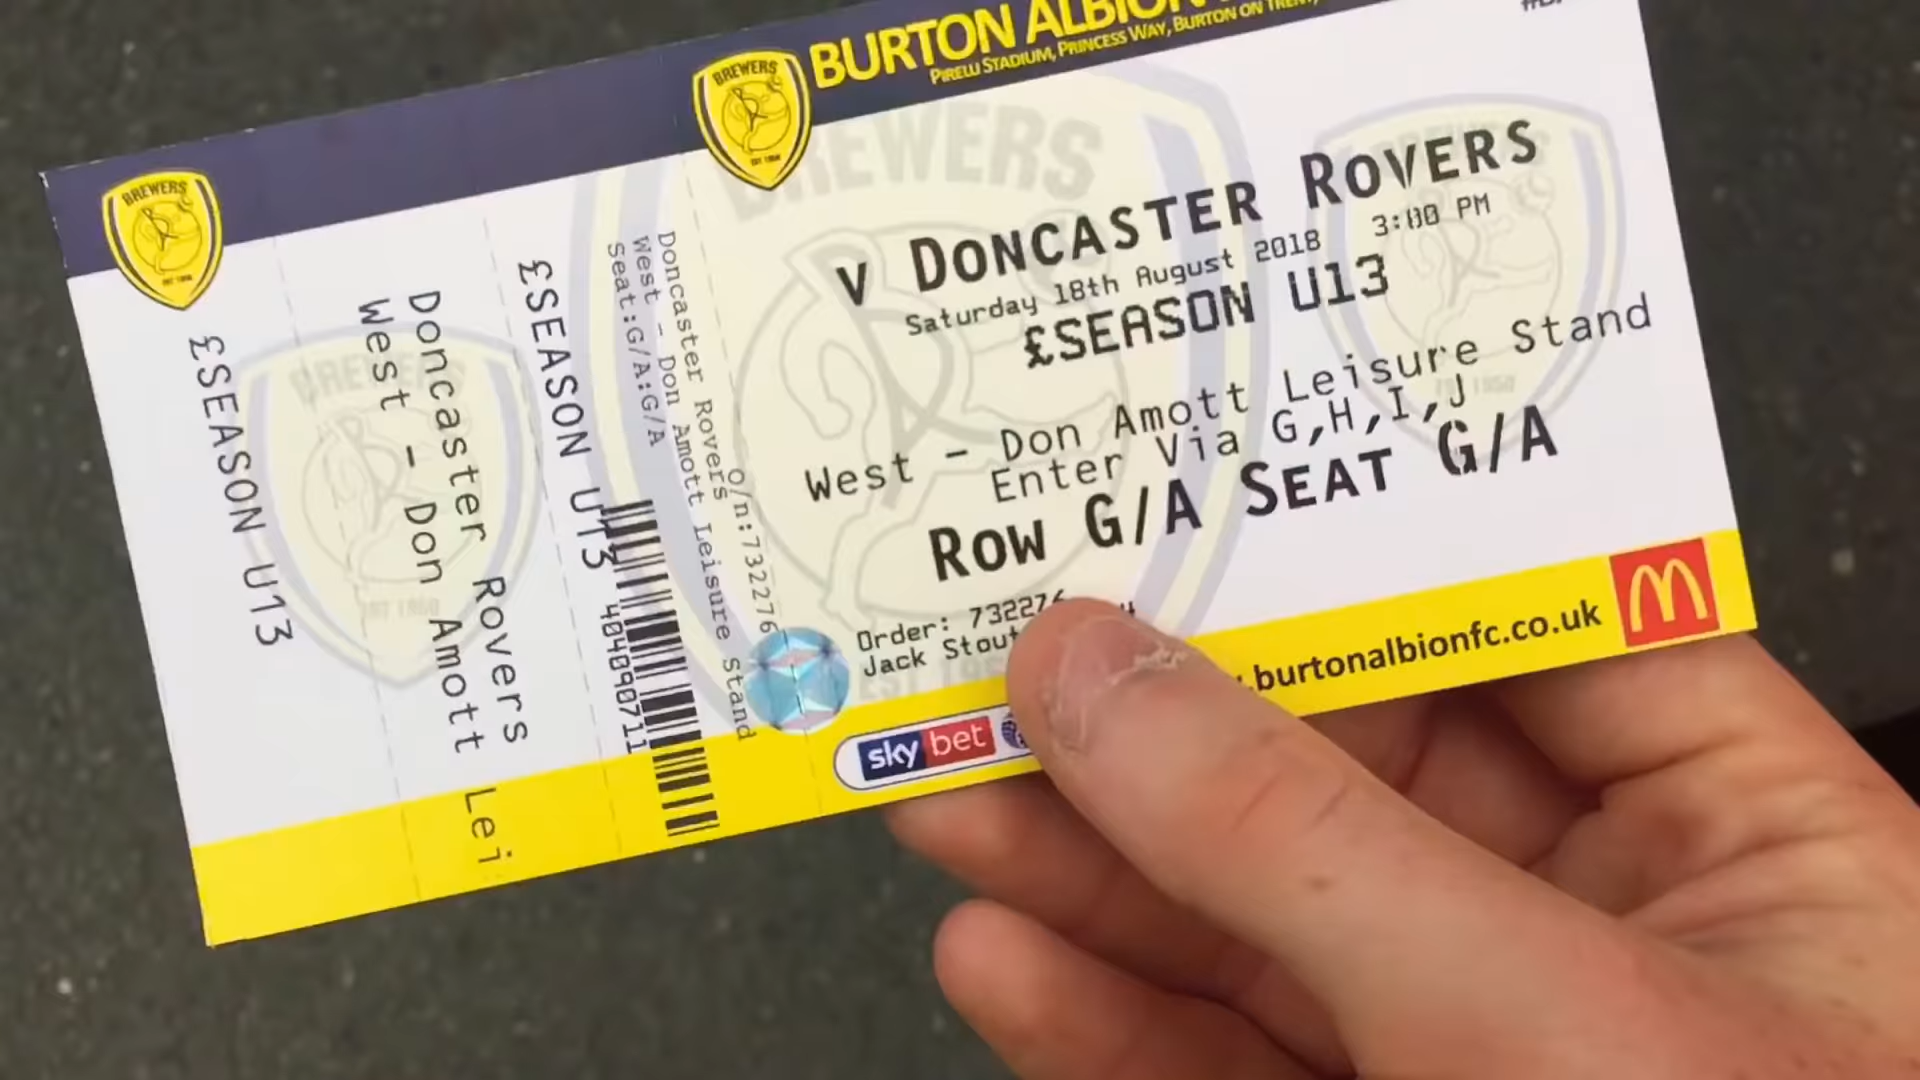 BREWERS
£SEASON U13
Doncaster Rovers
West - Don Amott Lei
£SEASON U13
404090711
Doncaster Rovers
West - Don Amott Leisure Stand
Seat:G/A:G/A
O/n:732276
BREWERS
BURTON ALBION
PIRELLI STADIUM, PRINCESS WAY, BURTON ON TRENT,
BREWERS
V DONCASTER ROVERS
Saturday 18th August 2018 3:00 PM
£SEASON U13
West - Don Amott Leisure Stand
Enter Via G,H,I,J
ROW G/A SEAT G/A
Order: 732276
Jack Stout
sky bet
.burtonalbionfc.co.uk